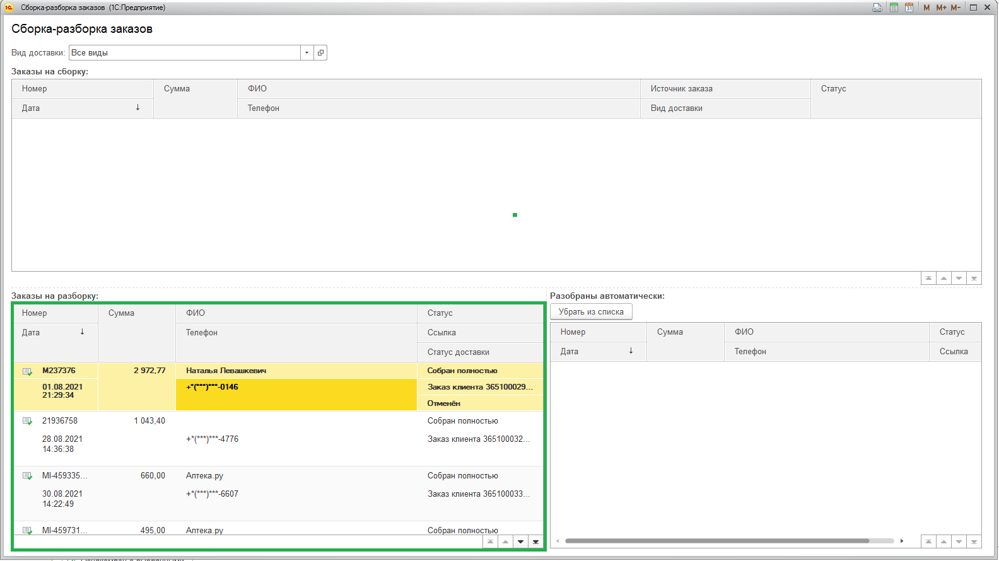 Сборка-разборка заказов (1С:Предприятие)
31 M M+ M-
Сборка-разборка заказов
Вид доставки: Все виды
Заказы на сборку:
Номер Сумма ФИО Источник заказа Статус
Дата Телефон Вид доставки
Заказы на разборку:
Номер Сумма ФИО Статус
Дата Телефон Ссылка
Статус доставки
М237376 2 972,77 Наталья Левашкевич Собран полностью
01.08.2021 +*(***)***-0146 Заказ клиента 365100029...
21:29:34
Отменён
21936758 1 043,40 Собран полностью
28.08.2021 +*(***)***-4776 Заказ клиента 365100032...
14:36:38
MI-459335... 660,00 Аптека.ру Собран полностью
30.08.2021 +*(***)***-6607 Заказ клиента 365100033...
14:22:49
MI-459731... 495,00 Аптека.ру Собран полностью
Разобраны автоматически:
Убрать из списка
Номер Сумма ФИО Статус
Дата Телефон Ссылка